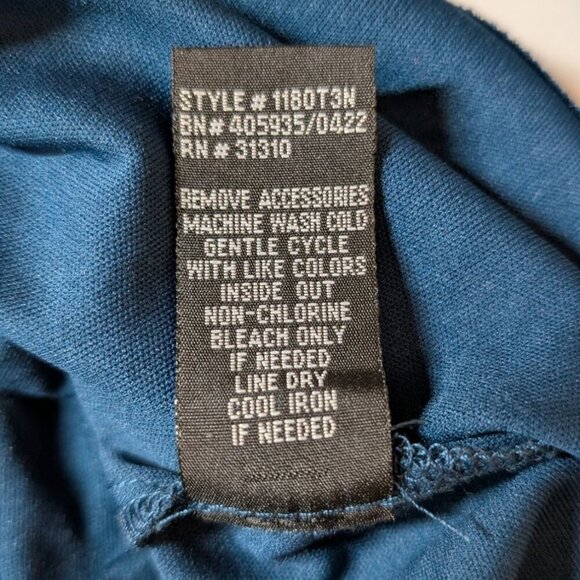 STYLE # 1180T3N
BN# 405935/0422
RN# 31310
REMOVE ACCESSORIES
MACHINE WASH COLD
GENTLE CYCLE
WITH LIKE COLORS
INSIDE OUT
NON-CHLORINE
BLEACH ONLY
IF NEEDED
LINE DRY
COOL IRON
IF NEEDED